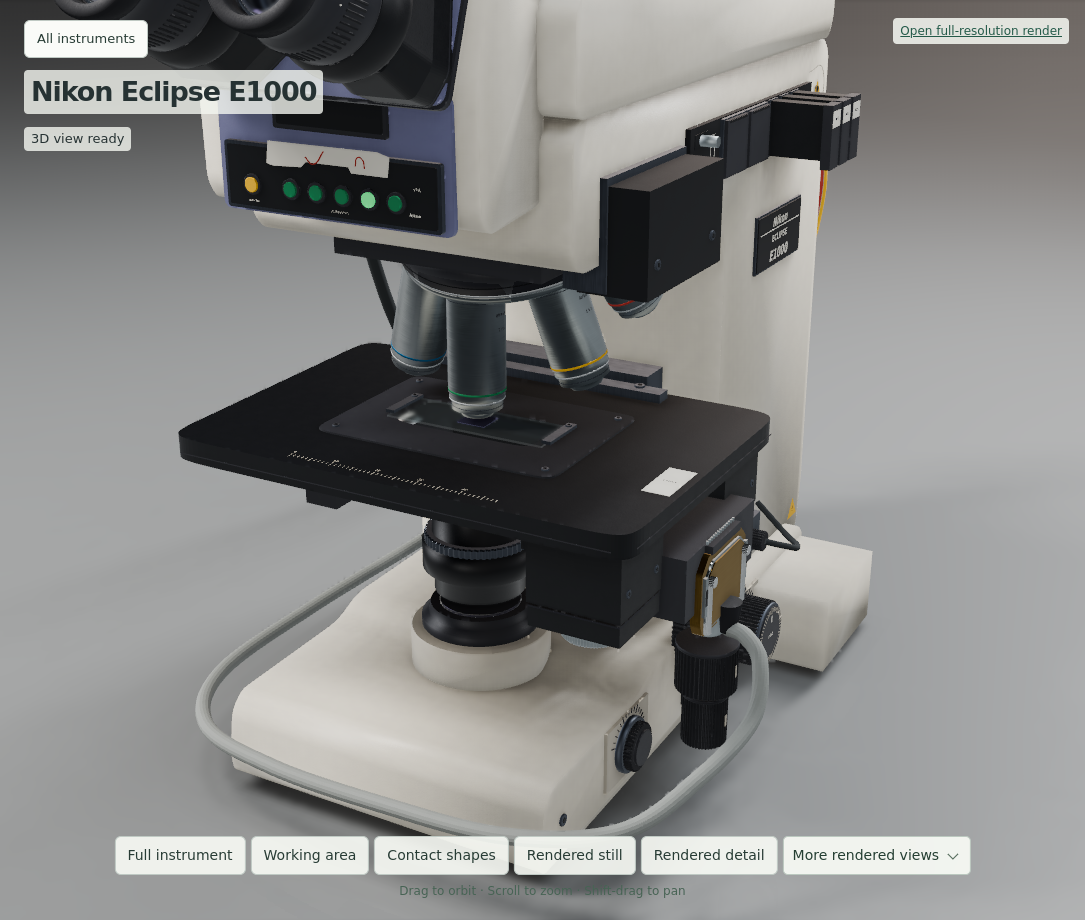 All instruments
Open full-resolution render
Nikon Eclipse E1000
3D view ready
Nikon
ECLIPSE
E1000
Full instrument
Working area
Contact shapes
Rendered still
Rendered detail
More rendered views
Drag to orbit · Scroll to zoom · Shift-drag to pan